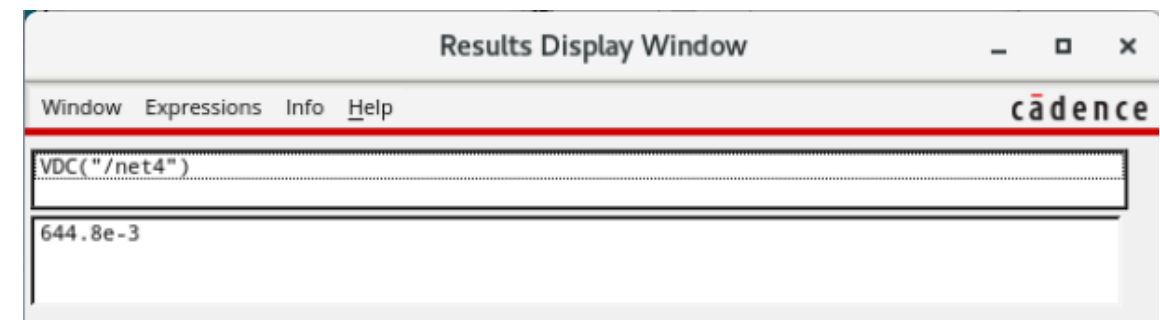 Results Display Window
Window Expressions Info Help
cādence
VDC("/net4")
644.8e-3